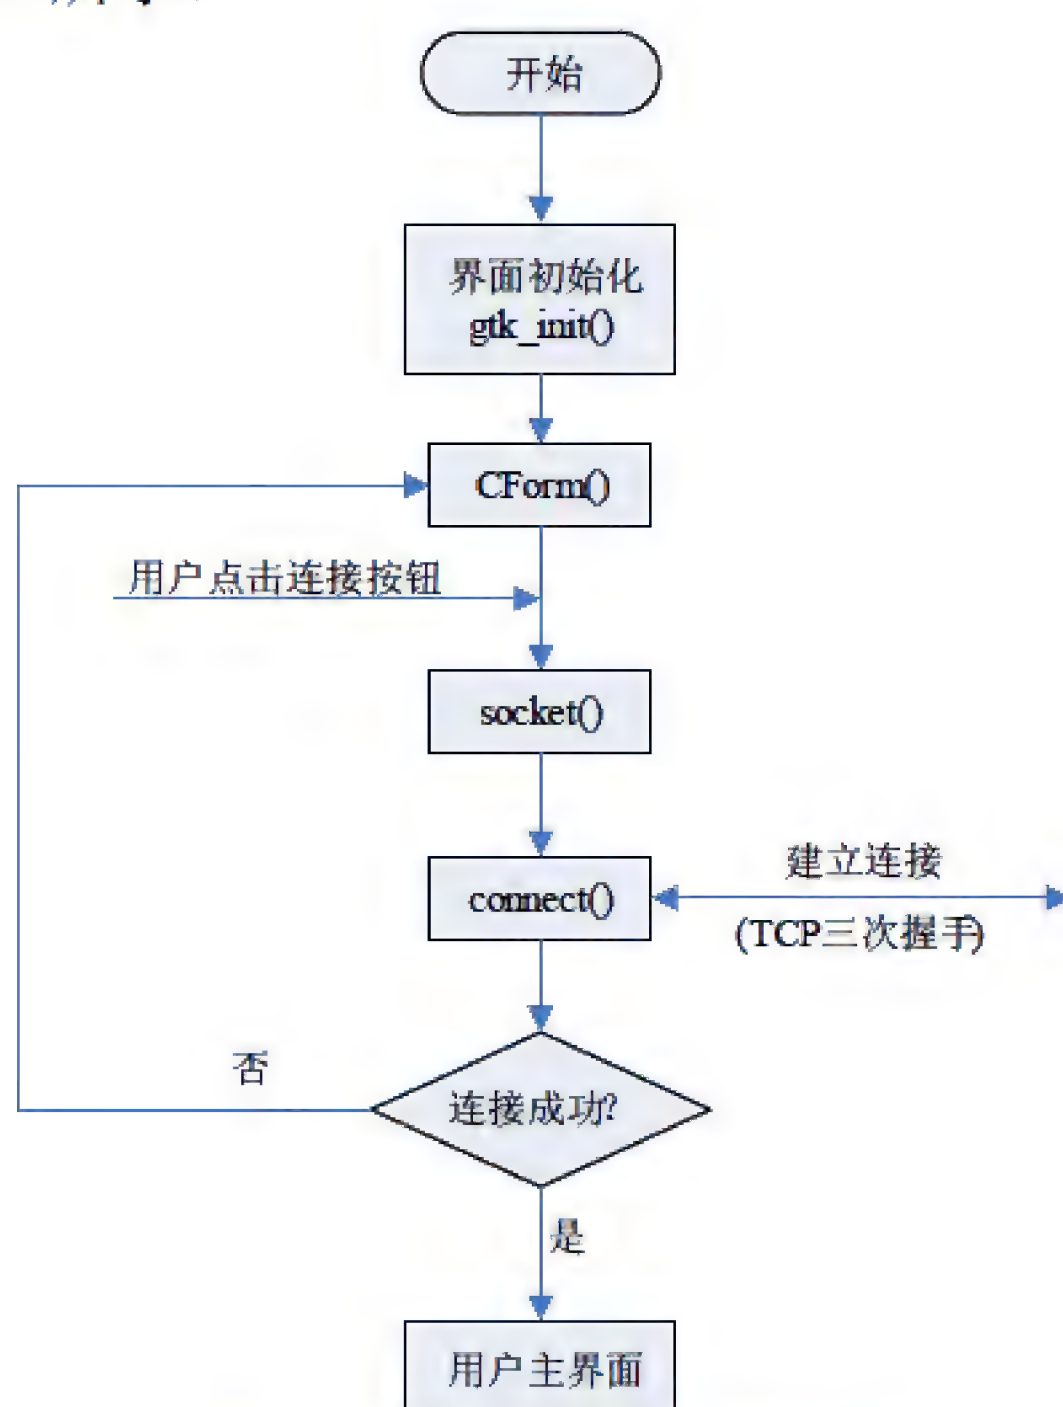 开始
界面初始化
gtk_init()
CForm()
用户点击连接按钮
socket()
建立连接
connect()
(TCP三次握手)
否
连接成功?
是
用户主界面